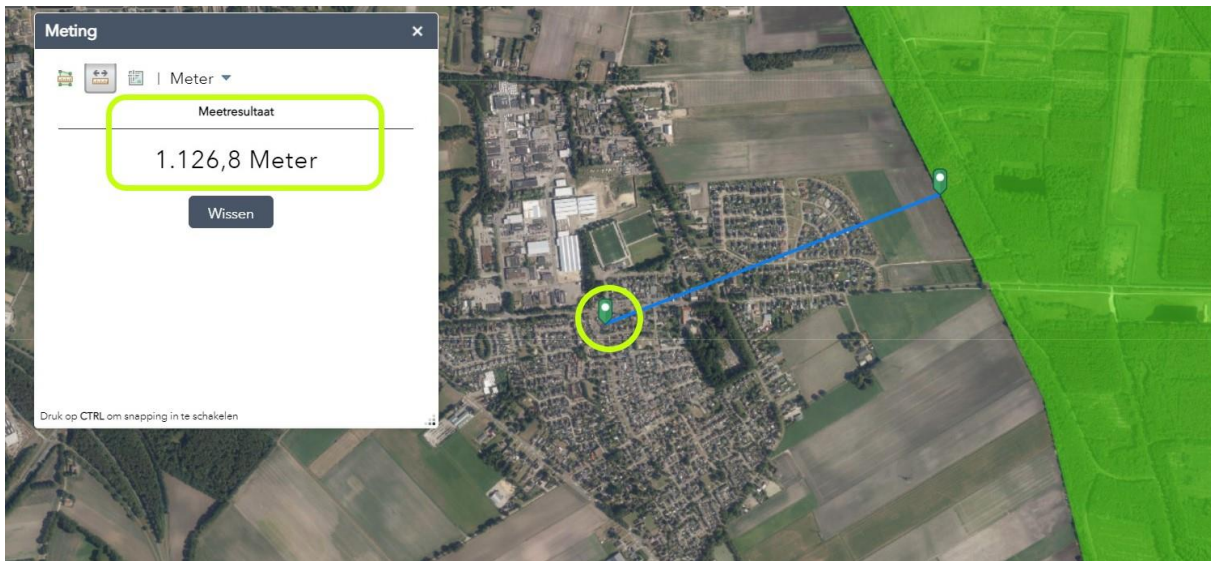 Meting ×
| Meter
Meetresultaat
1.126,8 Meter
Wissen
Druk op CTRL om snapping in te schakelen